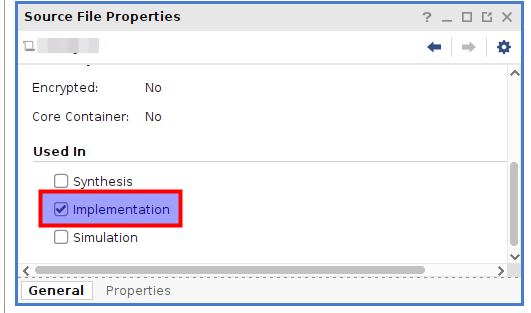 Source File Properties
Encrypted: No
Core Container: No
Used In
Synthesis
Implementation
Simulation
General Properties